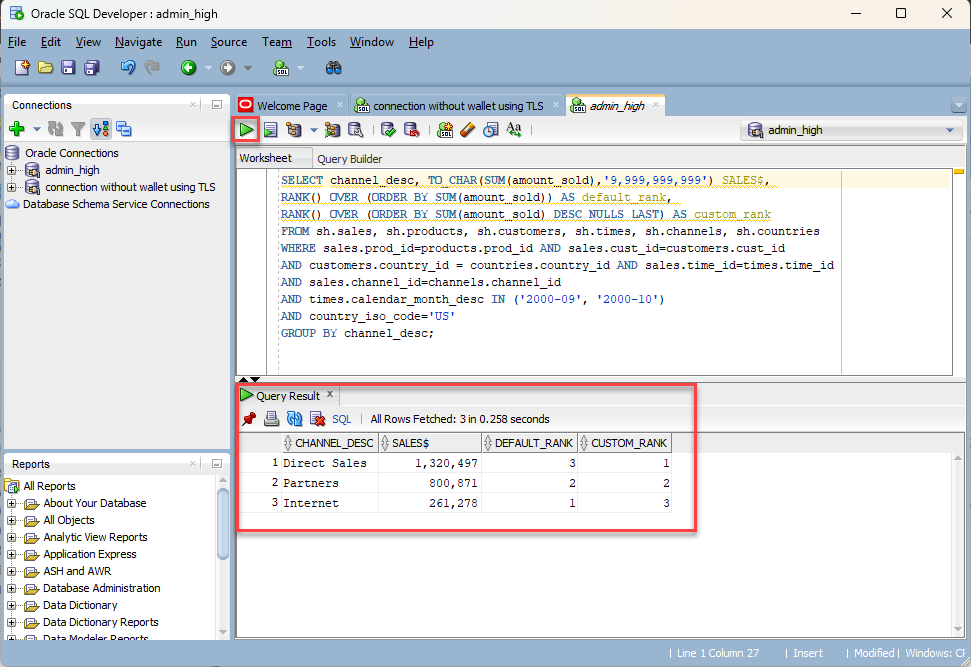 Oracle SQL Developer : admin_high
File Edit View Navigate Run Source Team Tools Window Help
Connections
Oracle Connections
admin_high
connection without wallet using TLS
Database Schema Service Connections
Reports
All Reports
About Your Database
All Objects
Analytic View Reports
Application Express
ASH and AWR
Database Administration
Data Dictionary
Data Dictionary Reports
Data Modeler Reports
Welcome Page
connection without wallet using TLS
admin_high
admin_high
Worksheet Query Builder
SELECT channel_desc, TO_CHAR(SUM(amount_sold),'9,999,999,999') SALES$,
RANK() OVER (ORDER BY SUM(amount_sold)) AS default_rank,
RANK() OVER (ORDER BY SUM(amount_sold) DESC NULLS LAST) AS custom_rank
FROM sh.sales, sh.products, sh.customers, sh.times, sh.channels, sh.countries
WHERE sales.prod_id=products.prod_id AND sales.cust_id=customers.cust_id
AND customers.country_id = countries.country_id AND sales.time_id=times.time_id
AND sales.channel_id=channels.channel_id
AND times.calendar_month_desc IN ('2000-09', '2000-10')
AND country_iso_code='US'
GROUP BY channel_desc;
Query Result
SQL | All Rows Fetched: 3 in 0.258 seconds
CHANNEL_DESC SALES$ DEFAULT_RANK CUSTOM_RANK
1 Direct Sales 1,320,497 3 1
2 Partners 800,871 2 2
3 Internet 261,278 1 3
| Line 1 Column 27 | Insert | Modified | Windows: